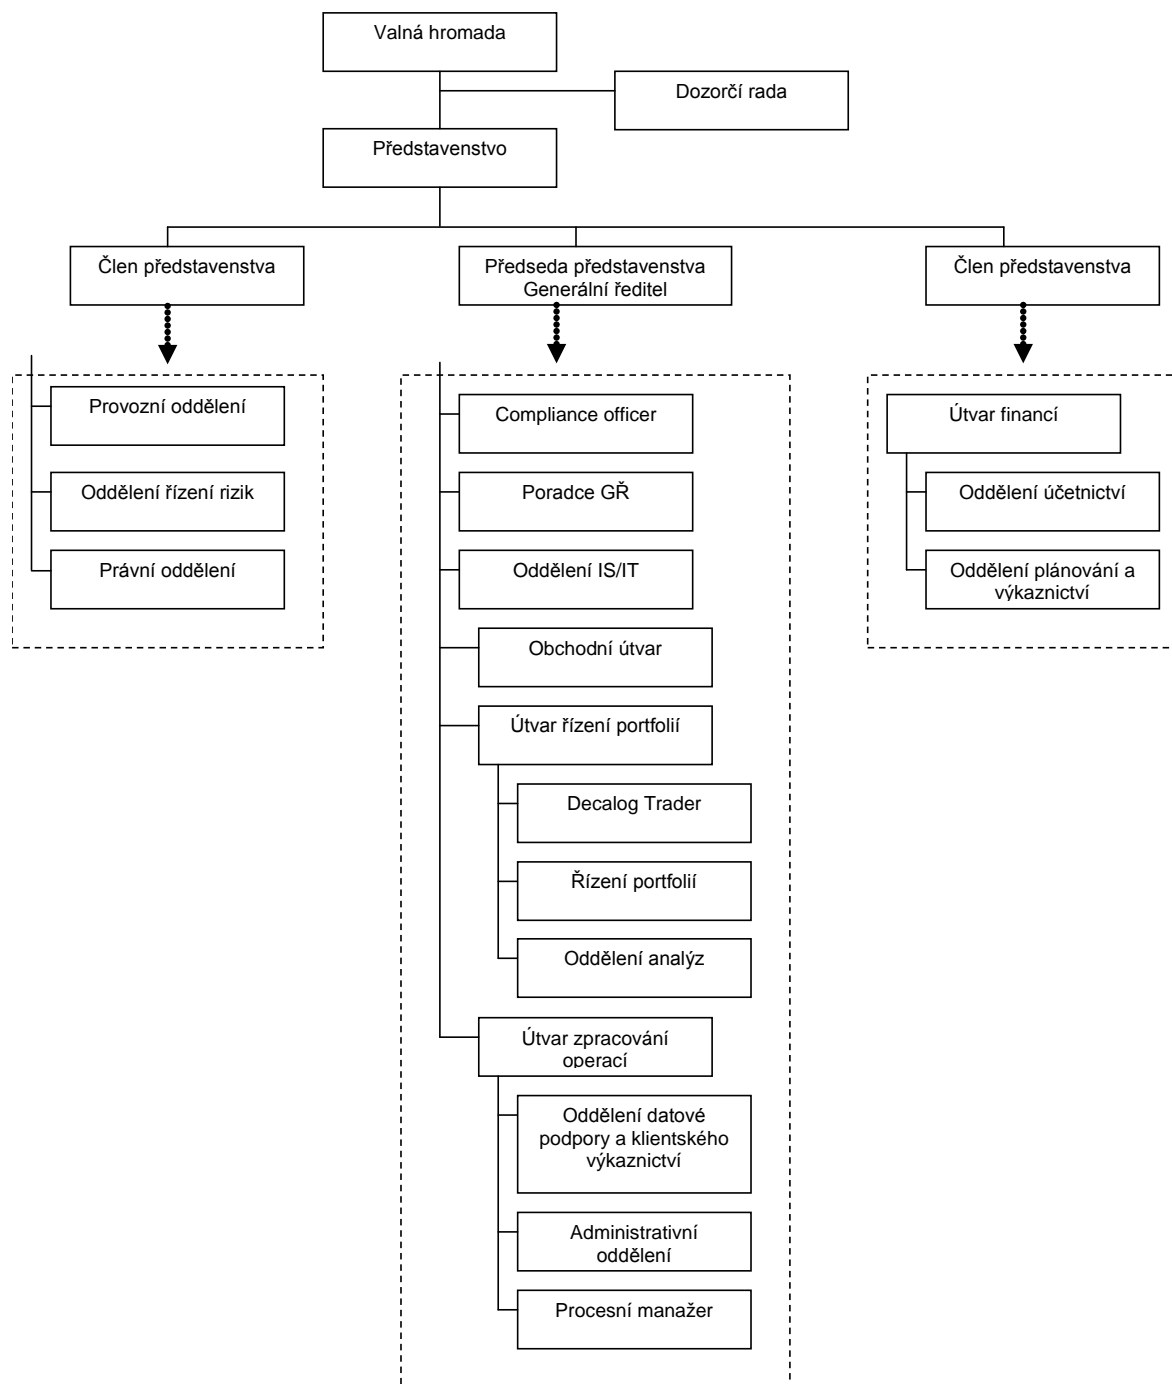 Valná hromada
Dozorčí rada
Představenstvo
Člen představenstva
Předseda představenstva
Generální ředitel
Člen představenstva
Provozní oddělení
Oddělení řízení rizik
Právní oddělení
Compliance officer
Poradce GŘ
Oddělení IS/IT
Obchodní útvar
Útvar řízení portfolií
Decalog Trader
Řízení portfolií
Oddělení analýz
Útvar zpracování
operací
Oddělení datové
podpory a klientského
výkaznictví
Administrativní
oddělení
Procesní manažer
Útvar financí
Oddělení účetnictví
Oddělení plánování a
výkaznictví